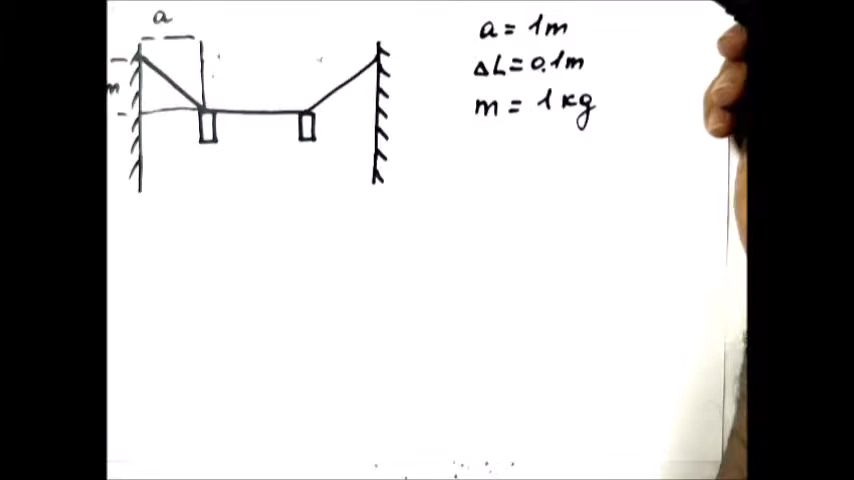 a
m
a = 1m
ΔL = 0.1m
m = 1 kg